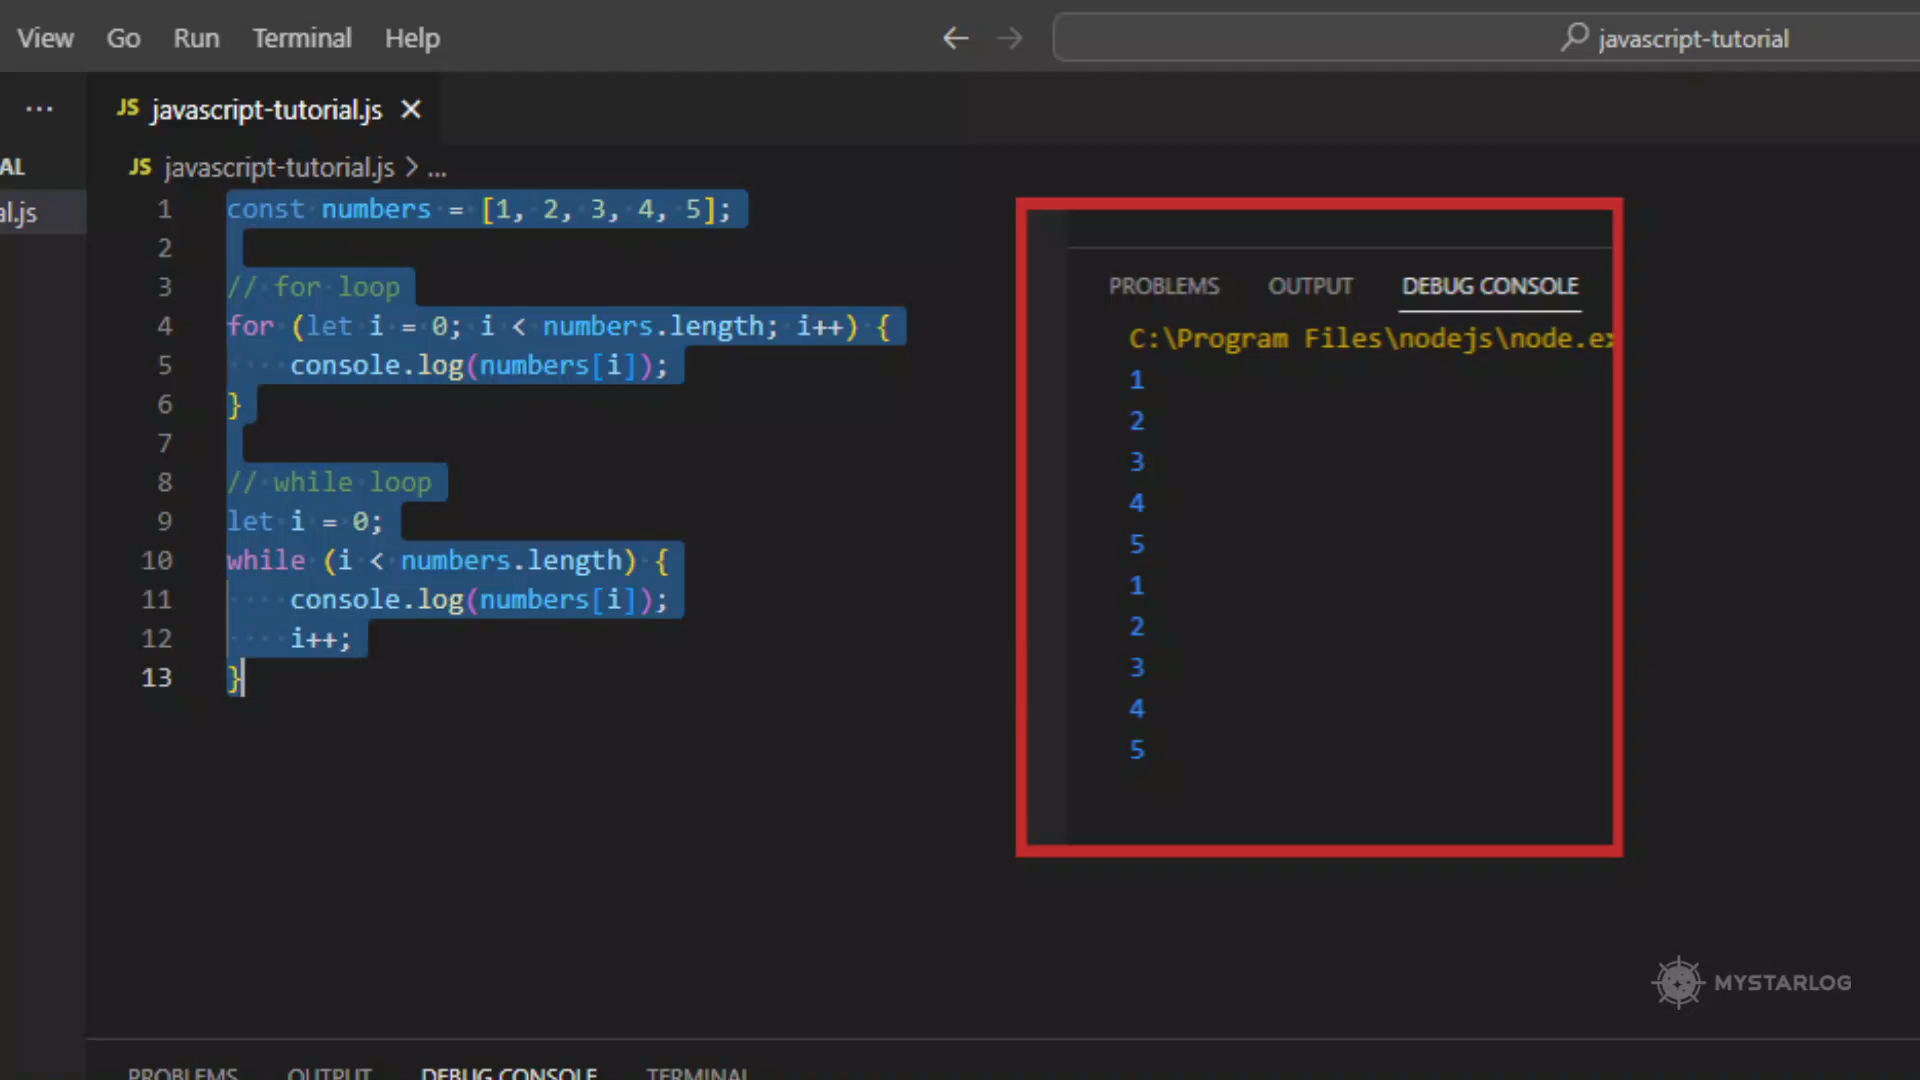 View Go Run Terminal Help
javascript-tutorial
... JS javascript-tutorial.js ×
AL
JS javascript-tutorial.js > ...
al.js
1 const numbers = [1, 2, 3, 4, 5];
2
3 // for loop
4 for (let i = 0; i < numbers.length; i++) {
5 console.log(numbers[i]);
6 }
7
8 // while loop
9 let i = 0;
10 while (i < numbers.length) {
11 console.log(numbers[i]);
12 i++;
13 }
PROBLEMS OUTPUT DEBUG CONSOLE
C:\Program Files\nodejs\node.ex
1
2
3
4
5
1
2
3
4
5
MYSTARLOG
PROBLEMS OUTPUT DEBUG CONSOLE TERMINAL